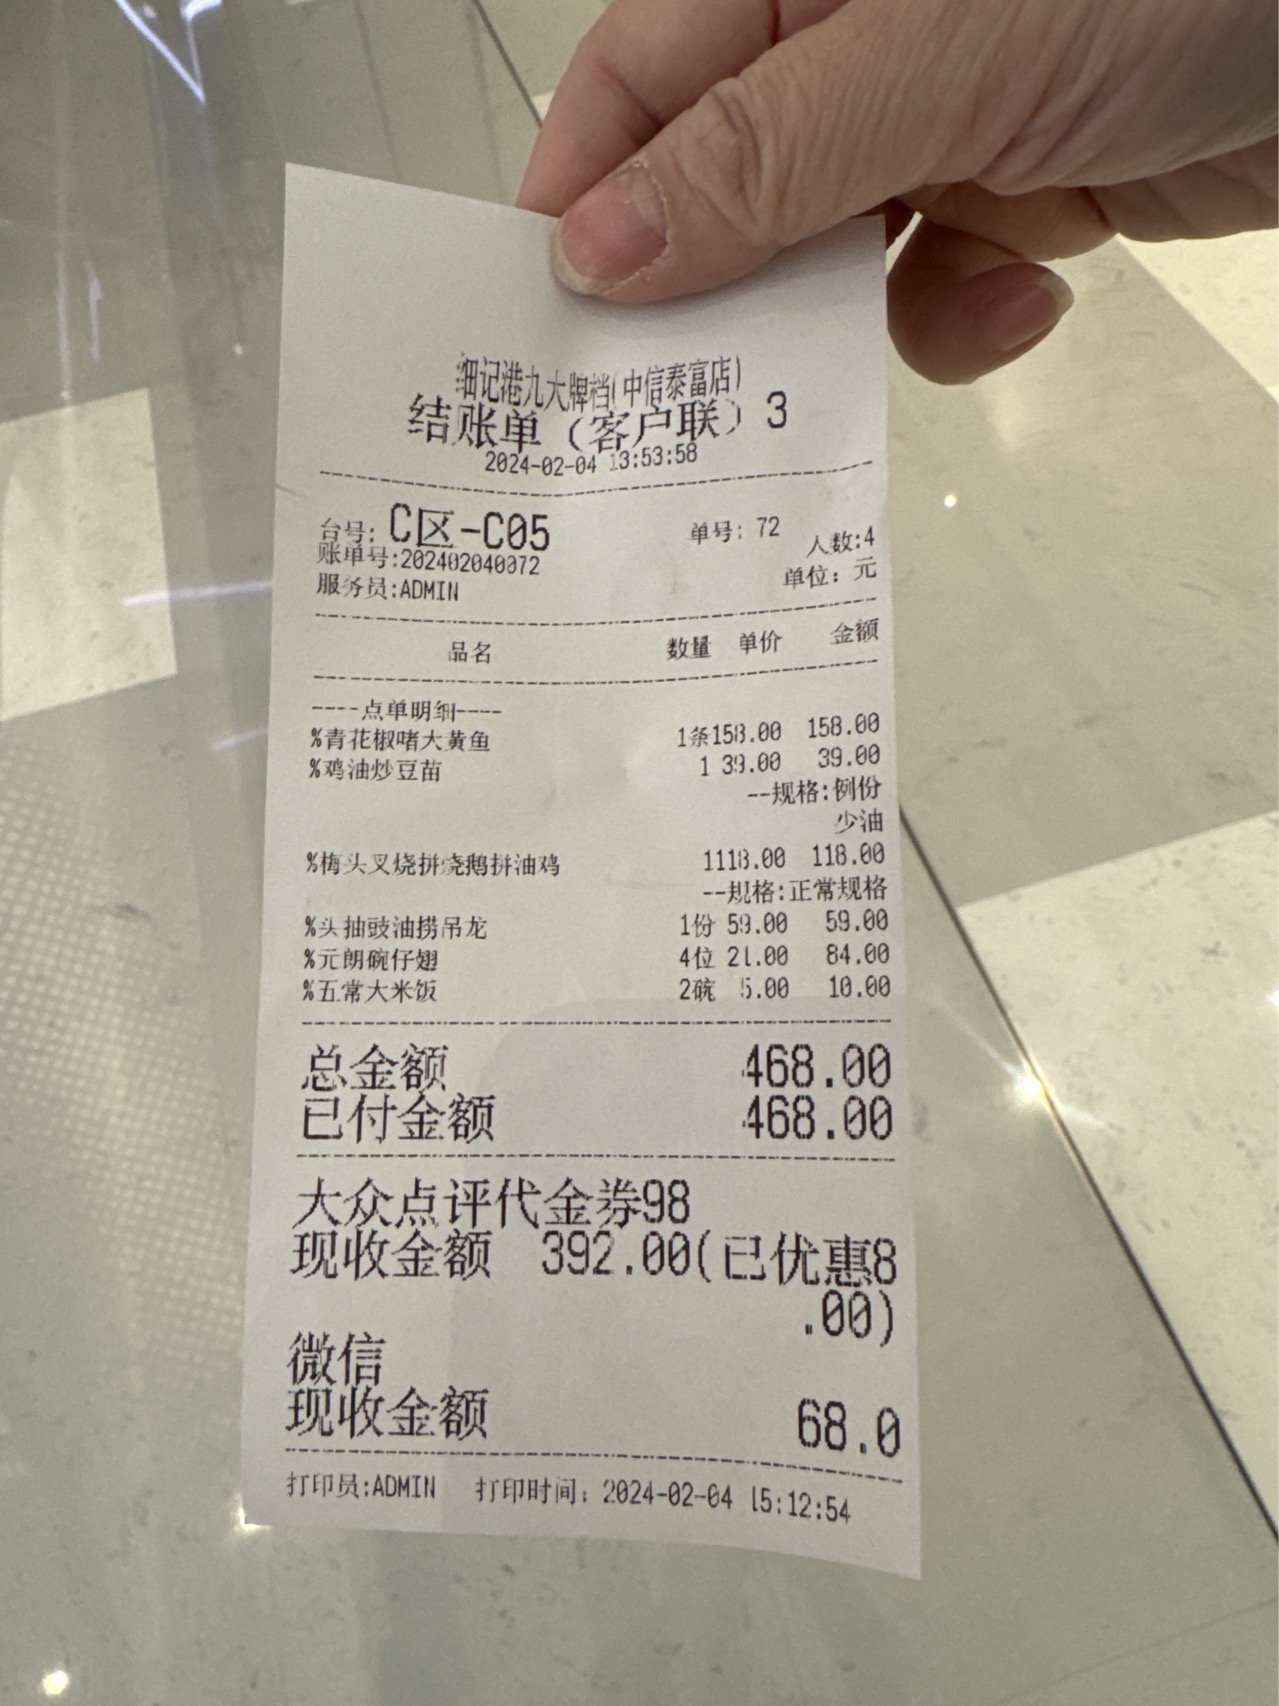 细记港九大牌档(中信泰富店)
结账单（客户联）3
2024-02-04 13:53:58
台号: C区-C05 单号: 72
账单号:202402040072 人数:4
服务员:ADMIN 单位: 元
品名 数量 单价 金额
----点单明细----
%青花椒啫大黄鱼 1条158.00 158.00
%鸡油炒豆苗 1 39.00 39.00
--规格:例份
少油
%梅头叉烧拼烧鹅拼油鸡 1118.00 118.00
--规格:正常规格
%头抽豉油捞吊龙 1份 59.00 59.00
%元朗碗仔翅 4位 21.00 84.00
%五常大米饭 2碗 5.00 10.00
总金额 468.00
已付金额 468.00
大众点评代金券98
现收金额 392.00(已优惠8
.00)
微信
现收金额 68.0
打印员:ADMIN 打印时间: 2024-02-04 15:12:54